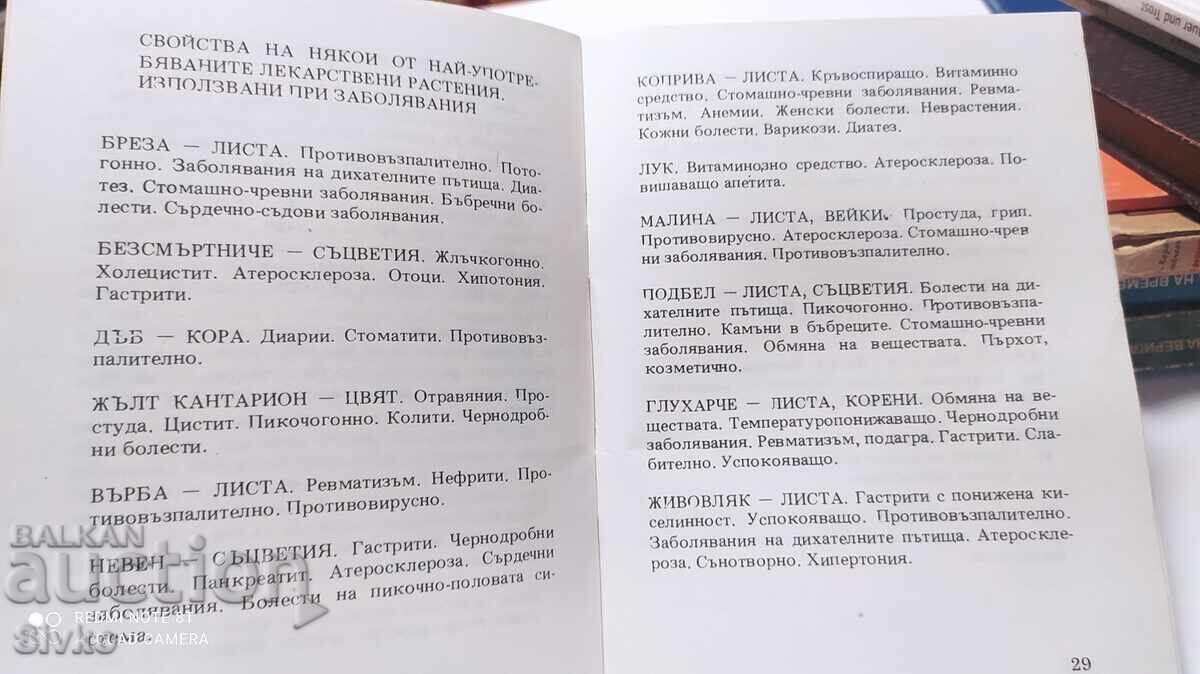 СВОЙСТВА НА НЯКОИ ОТ НАЙ-УПОТРЕ-
БЯВАНИТЕ ЛЕКАРСТВЕНИ РАСТЕНИЯ,
ИЗПОЛЗВАНИ ПРИ ЗАБОЛЯВАНИЯ
БРЕЗА — ЛИСТА. Противовъзпалително. Пото-
гонно. Заболявания на дихателните пътища. Диа-
тез. Стомашно-чревни заболявания. Бъбречни бо-
лести. Сърдечно-съдови заболявания.
БЕЗСМЪРТНИЧЕ — СЪЦВЕТИЯ. Жлъчкогонно.
Холецистит. Атеросклероза. Отоци. Хипотония.
Гастрити.
ДЪБ — КОРА. Диарии. Стоматити. Противовъз-
палително.
ЖЪЛТ КАНТАРИОН — ЦВЯТ. Отравяния. Про-
студа. Цистит. Пикочогонно. Колити. Чернодроб-
ни болести.
ВЪРБА — ЛИСТА. Ревматизъм. Нефрити. Про-
тивовъзпалително. Противовирусно.
НЕВЕН — СЪЦВЕТИЯ. Гастрити. Чернодробни
болести. Панкреатит. Атеросклероза. Сърдечни
заболявания. Болести на пикочно-половата си-
стема.
КОПРИВА — ЛИСТА. Кръвоспиращо. Витаминно
средство. Стомашно-чревни заболявания. Ревма-
тизъм. Анемии. Женски болести. Неврастения.
Кожни болести. Варикози. Диатез.
ЛУК. Витаминозно средство. Атеросклероза. По-
вишаващо апетита.
МАЛИНА — ЛИСТА, ВЕЙКИ. Простуда, грип.
Противовирусно. Атеросклероза. Стомашно-чрев
ни заболявания. Противовъзпалително.
ПОДБЕЛ — ЛИСТА, СЪЦВЕТИЯ. Болести на ди-
хателните пътища. Пикочогонно. Противовъзпа-
лително. Камъни в бъбреците. Стомашно-чревни
заболявания. Обмяна на веществата. Пърхот,
козметично.
ГЛУХАРЧЕ — ЛИСТА, КОРЕНИ. Обмяна на ве-
ществата. Температуропонижаващо. Чернодробни
заболявания. Ревматизъм, подагра. Гастрити. Сла-
бително. Успокояващо.
ЖИВОВЛЯК — ЛИСТА. Гастрити с понижена ки-
селинност. Успокояващо. Противовъзпалително.
Заболявания на дихателните пътища. Атероскле-
роза. Сънотворно. Хипертония.
29
uer und Trost
НА ВРЕМЕ
НА ВЕРИГ
BALKAN
auction
REDMI NOTE 8T
QUAD CAMERA
Sivko